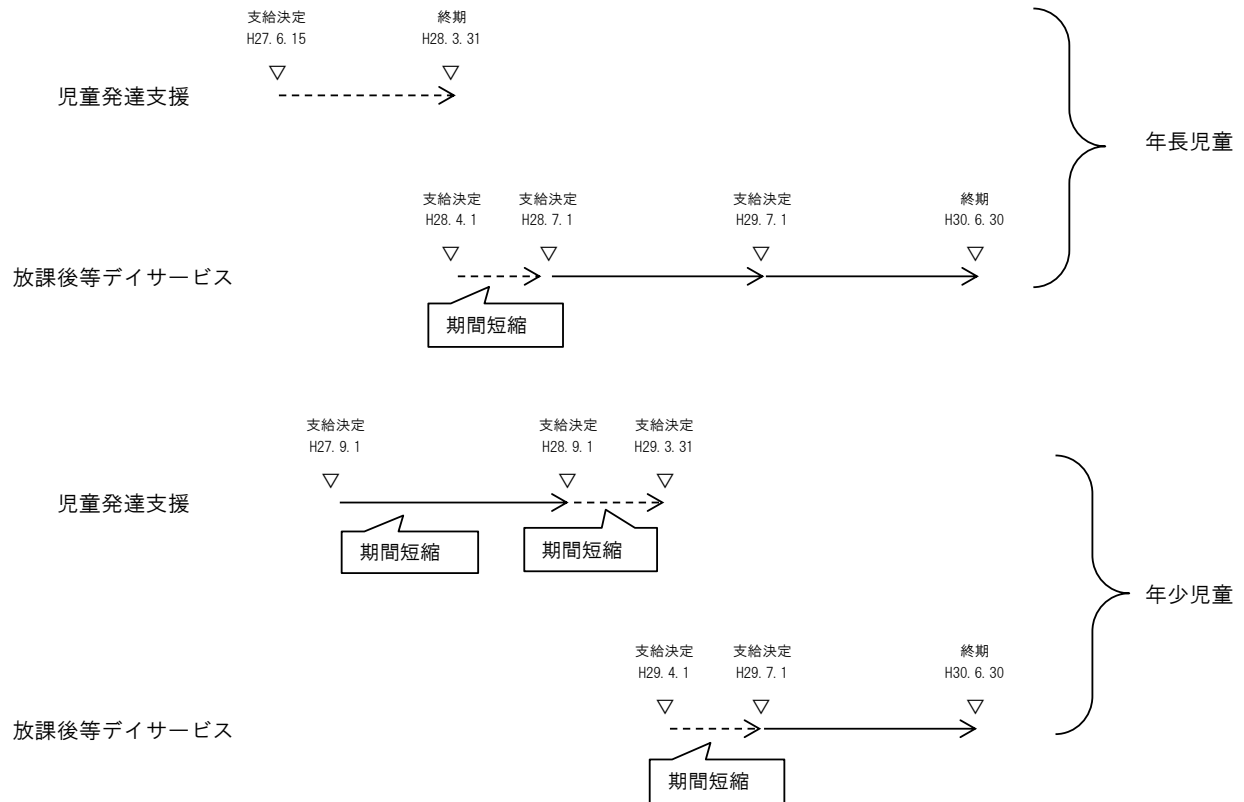 支給決定 終期
H27. 6. 15 H28. 3. 31
▽ ▽
児童発達支援
年長児童
支給決定 支給決定 支給決定 終期
H28. 4. 1 H28. 7. 1 H29. 7. 1 H30. 6. 30
▽ ▽ ▽ ▽
放課後等デイサービス
期間短縮
支給決定 支給決定 支給決定
H27. 9. 1 H28. 9. 1 H29. 3. 31
▽ ▽ ▽
児童発達支援
期間短縮 期間短縮
年少児童
支給決定 支給決定 終期
H29. 4. 1 H29. 7. 1 H30. 6. 30
▽ ▽ ▽
放課後等デイサービス
期間短縮